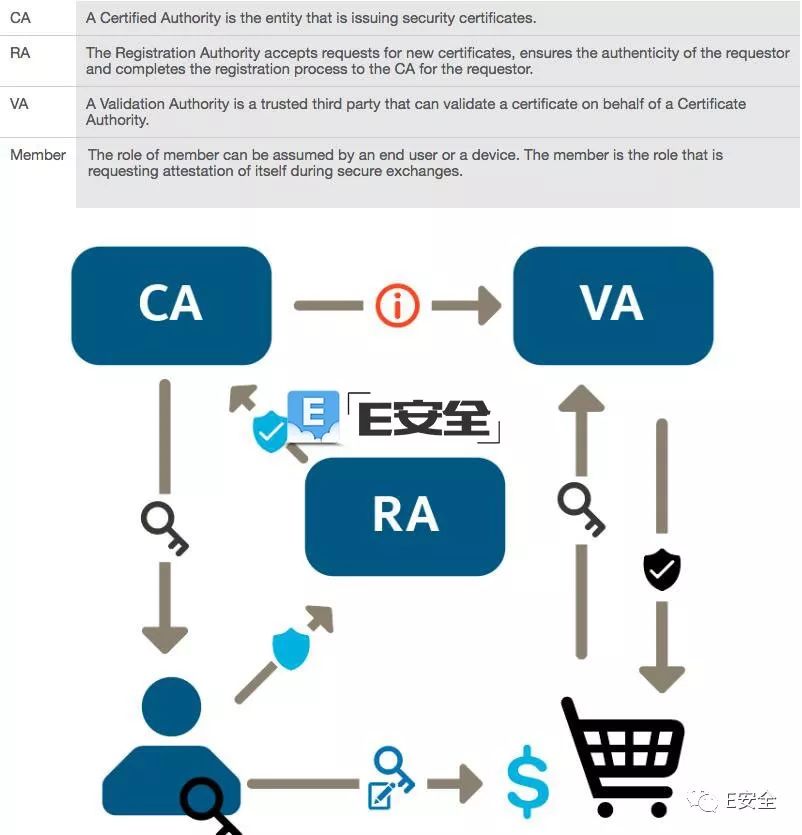 CA
A Certified Authority is the entity that is issuing security certificates.
RA
The Registration Authority accepts requests for new certificates, ensures the authenticity of the requestor
and completes the registration process to the CA for the requestor.
VA
A Validation Authority is a trusted third party that can validate a certificate on behalf of a Certificate
Authority.
Member
The role of member can be assumed by an end user or a device. The member is the role that is
requesting attestation of itself during secure exchanges.
CA
VA
E
E安全
RA
$
E安全